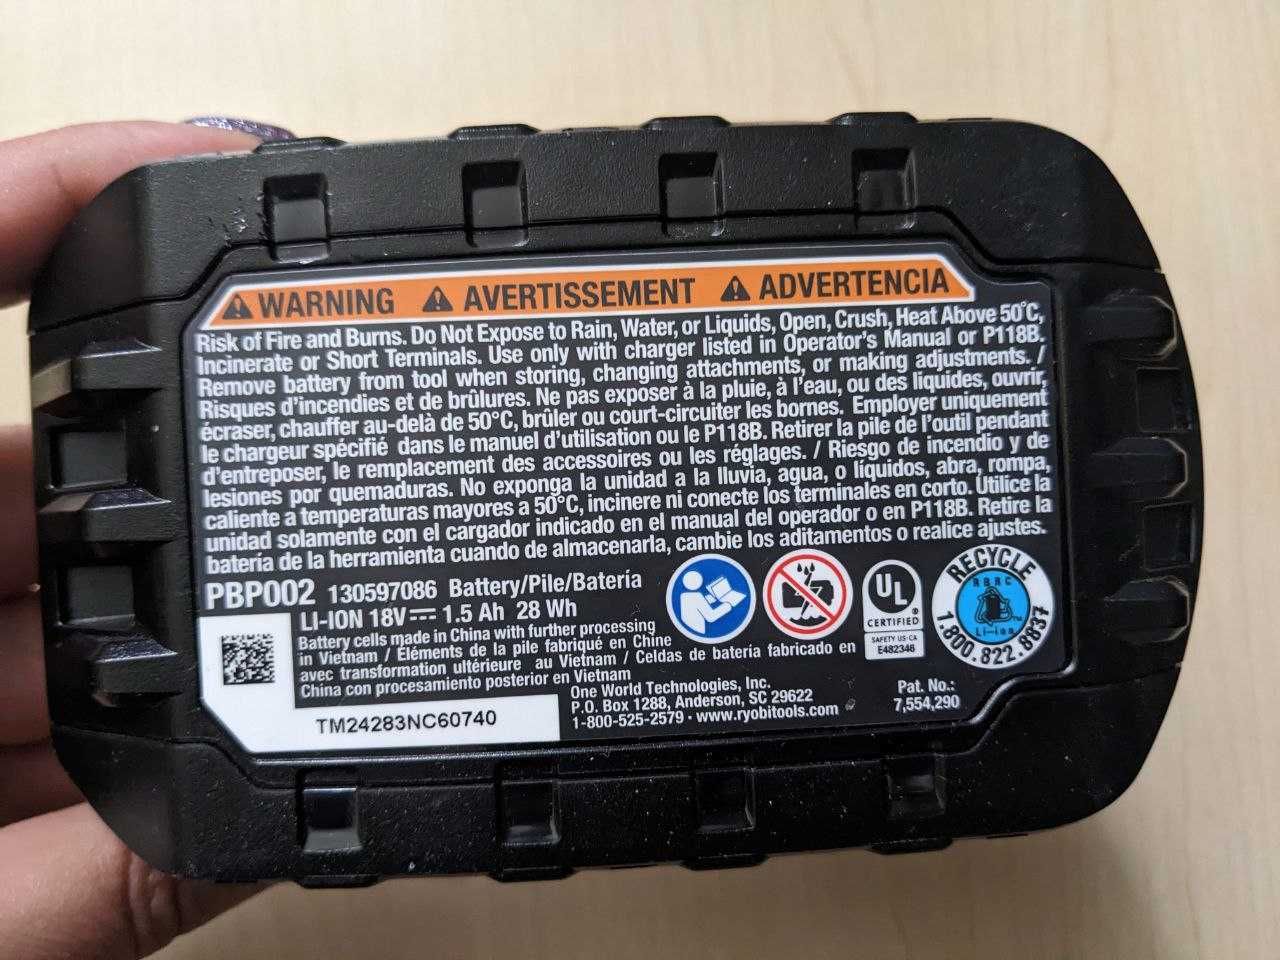 WARNING AVERTISSEMENT ADVERTENCIA
Risk of Fire and Burns. Do Not Expose to Rain, Water, or Liquids, Open, Crush, Heat Above 50°C,
Incinerate or Short Terminals. Use only with charger listed in Operator's Manual or P118B.
Remove battery from tool when storing, changing attachments, or making adjustments. /
Risques d'incendies et de brûlures. Ne pas exposer à la pluie, à l'eau, ou des liquides, ouvrir,
écraser, chauffer au-delà de 50°C, brûler ou court-circuiter les bornes. Employer uniquement
le chargeur spécifié dans le manuel d'utilisation ou le P118B. Retirer la pile de l'outil pendant
d'entreposer, le remplacement des accessoires ou les réglages. / Riesgo de incendio y de
lesiones por quemaduras. No exponga la unidad a la lluvia, agua, o líquidos, abra, rompa,
caliente a temperaturas mayores a 50°C, incinere ni conecte los terminales en corto. Utilice la
unidad solamente con el cargador indicado en el manual del operador o en P118B. Retire la
batería de la herramienta cuando de almacenarla, cambie los aditamentos o realice ajustes.
PBP002 130597086 Battery/Pile/Batería
LI-ION 18V 1.5 Ah 28 Wh
Battery cells made in China with further processing
in Vietnam / Éléments de la pile fabriqué en Chine
avec transformation ultérieure au Vietnam / Celdas de batería fabricado en
China con procesamiento posterior en Vietnam
TM24283NC60740
One World Technologies, Inc.
P.O. Box 1288, Anderson, SC 29622
1-800-525-2579 · www.ryobitools.com
UL
®
CERTIFIED
SAFETY US-CA
E482346
RECYCLE
RBRC
Li-ion
TM
1.800.822.8837
Pat. No.:
7,554,290